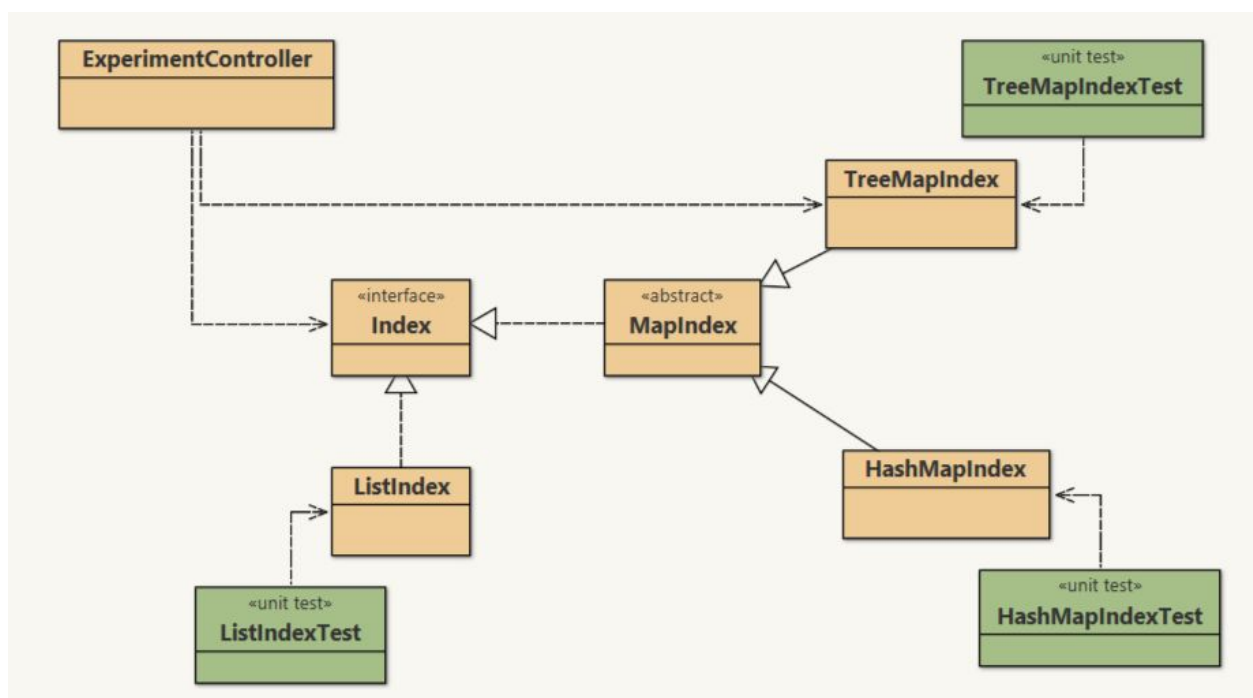 ExperimentController
«unit test»
TreeMapIndexTest
TreeMapIndex
«interface»
Index
«abstract»
MapIndex
ListIndex
HashMapIndex
«unit test»
ListIndexTest
«unit test»
HashMapIndexTest